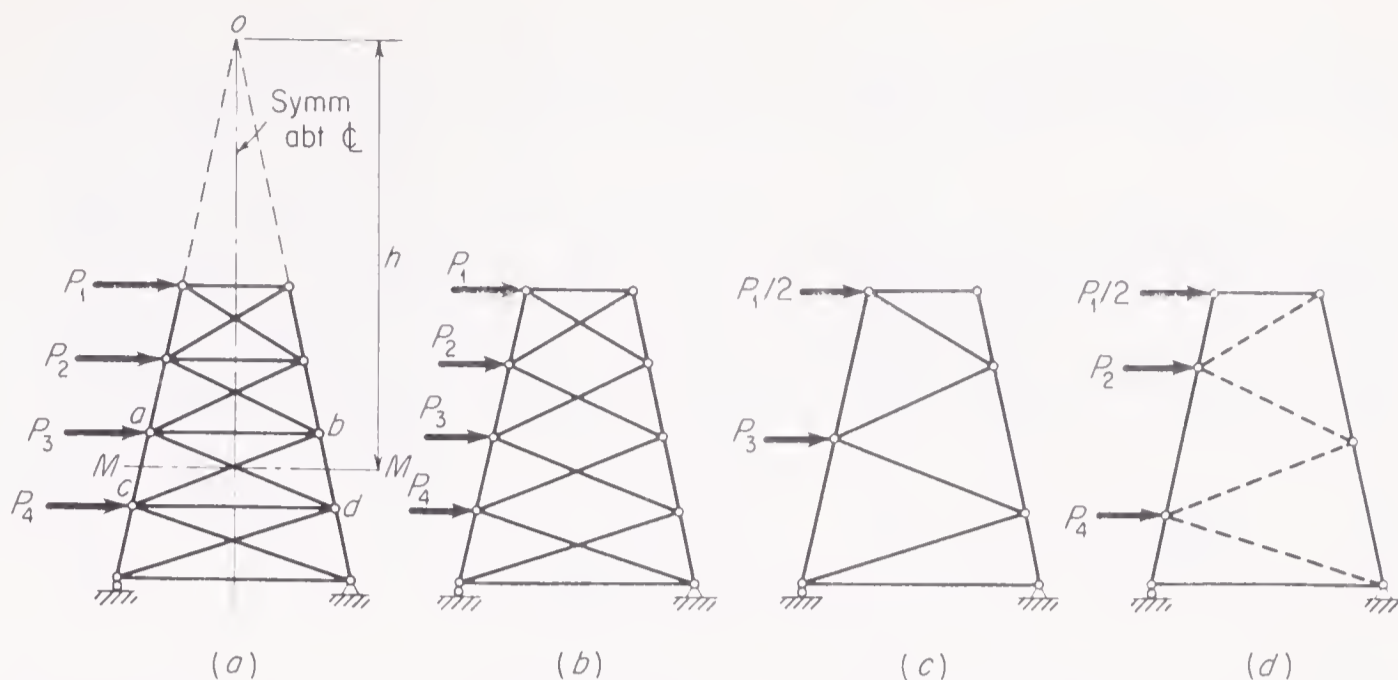 O
Symm
abt ℄
h
P₁
P₂
P₃
a
b
M
M
c
P₄
d
P₁
P₂
P₃
P₄
P₁/2
P₃
P₁/2
P₂
P₄
(a)
(b)
(c)
(d)